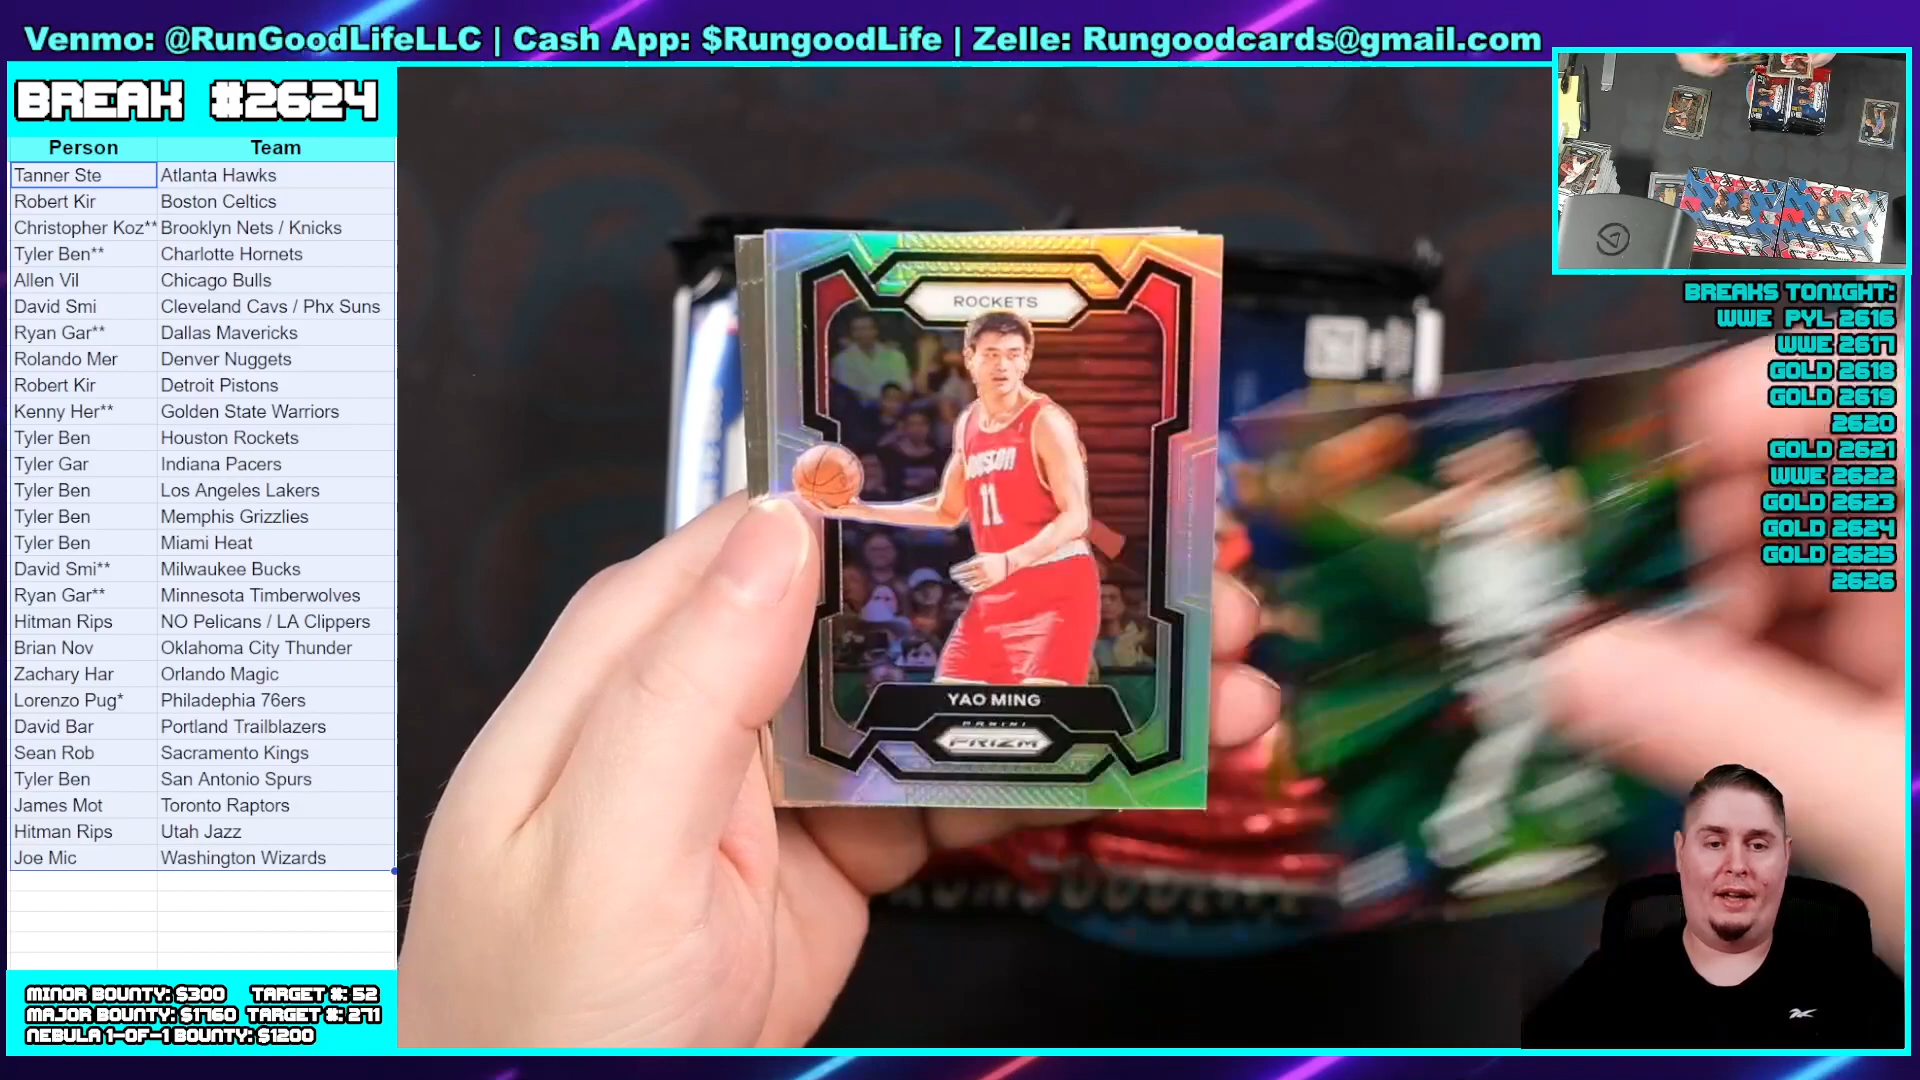 Venmo: @RunGoodLifeLLC | Cash App: $RungoodLife | Zelle: Rungoodcards@gmail.com
BREAK #2624
Person Team
Tanner Ste Atlanta Hawks
Robert Kir Boston Celtics
Christopher Koz** Brooklyn Nets / Knicks
Tyler Ben** Charlotte Hornets
Allen Vil Chicago Bulls
David Smi Cleveland Cavs / Phx Suns
Ryan Gar** Dallas Mavericks
Rolando Mer Denver Nuggets
Robert Kir Detroit Pistons
Kenny Her** Golden State Warriors
Tyler Ben Houston Rockets
Tyler Gar Indiana Pacers
Tyler Ben Los Angeles Lakers
Tyler Ben Memphis Grizzlies
Tyler Ben Miami Heat
David Smi** Milwaukee Bucks
Ryan Gar** Minnesota Timberwolves
Hitman Rips NO Pelicans / LA Clippers
Brian Nov Oklahoma City Thunder
Zachary Har Orlando Magic
Lorenzo Pug* Philadephia 76ers
David Bar Portland Trailblazers
Sean Rob Sacramento Kings
Tyler Ben San Antonio Spurs
James Mot Toronto Raptors
Hitman Rips Utah Jazz
Joe Mic Washington Wizards
MINOR BOUNTY: $300 TARGET #: 52
MAJOR BOUNTY: $1760 TARGET #: 271
NEBULA 1-OF-1 BOUNTY: $1200
ROCKETS
HOUSTON
11
YAO MING
PANINI
PRIZM
BREAKS TONIGHT:
WWE PYL 2616
WWE 2617
GOLD 2618
GOLD 2619
2620
GOLD 2621
WWE 2622
GOLD 2623
GOLD 2624
GOLD 2625
2626